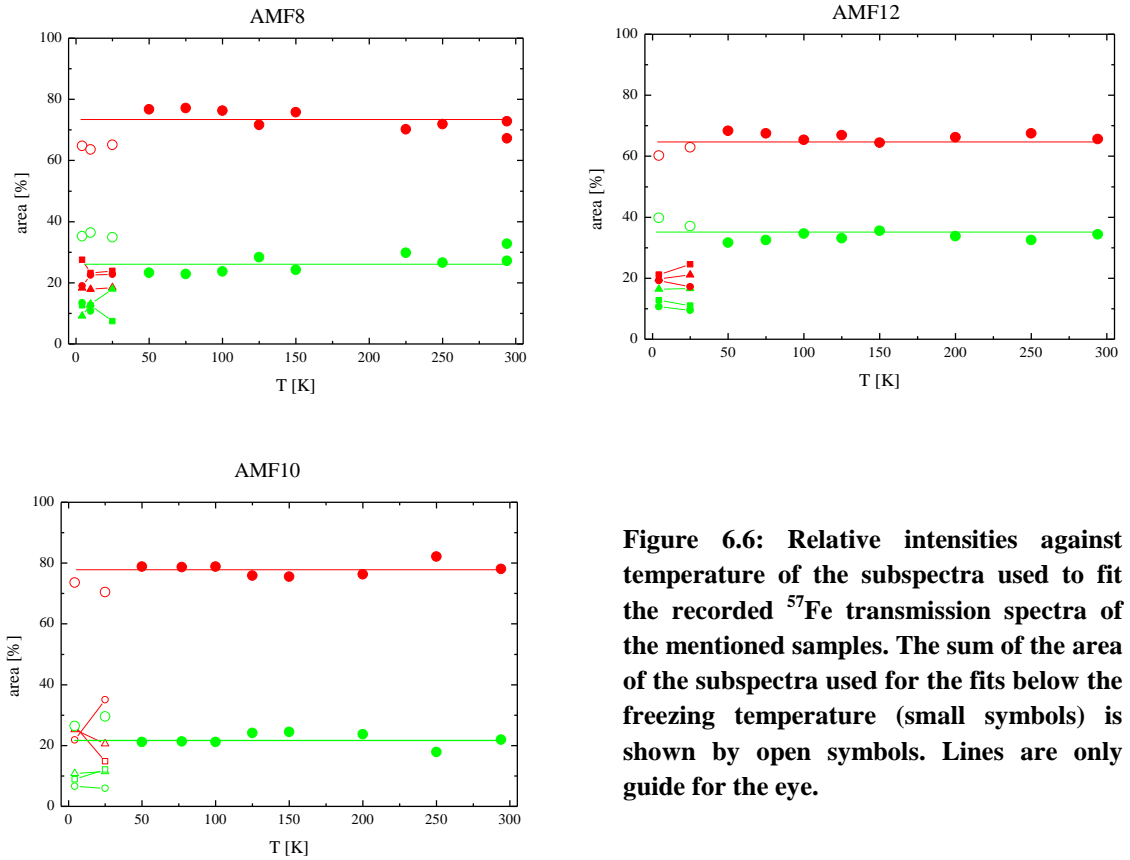 AMF8
100
80
60
40
20
0
area [%]
0 50 100 150 200 250 300
T [K]
AMF12
100
80
60
40
20
0
area [%]
0 50 100 150 200 250 300
T [K]
AMF10
100
80
60
40
20
0
area [%]
0 50 100 150 200 250 300
T [K]
Figure 6.6: Relative intensities against
temperature of the subspectra used to fit
the recorded ⁵⁷Fe transmission spectra of
the mentioned samples. The sum of the area
of the subspectra used for the fits below the
freezing temperature (small symbols) is
shown by open symbols. Lines are only
guide for the eye.